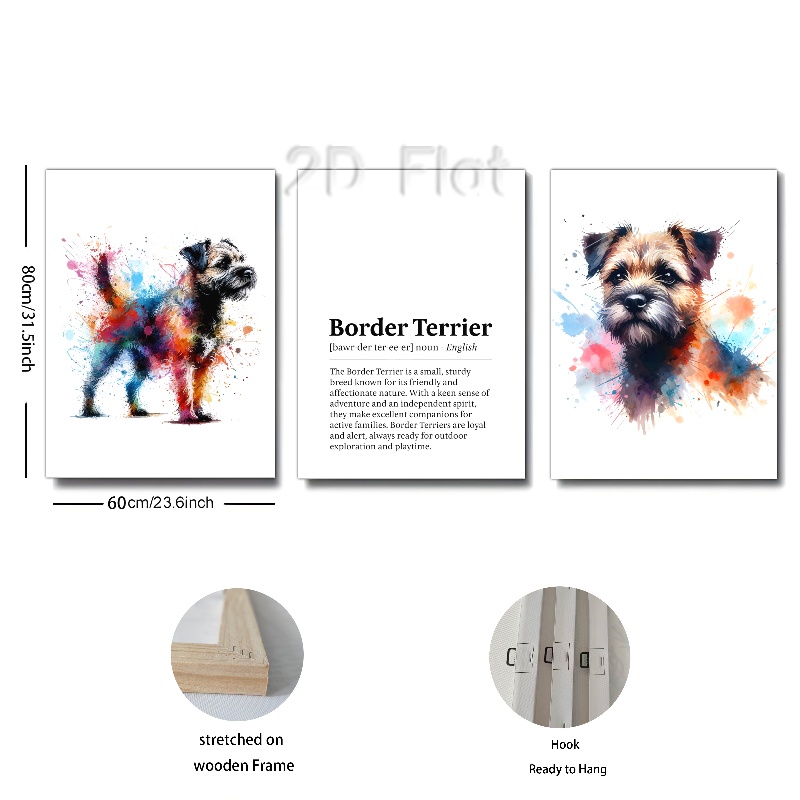 2D Flat
80cm/31.5inch
Border Terrier
[bawr der ter ee er] noun · English
The Border Terrier is a small, sturdy
breed known for its friendly and
affectionate nature. With a keen sense of
adventure and an independent spirit,
they make excellent companions for
active families. Border Terriers are loyal
and alert, always ready for outdoor
exploration and playtime.
60cm/23.6inch
stretched on
wooden Frame
Hook
Ready to Hang